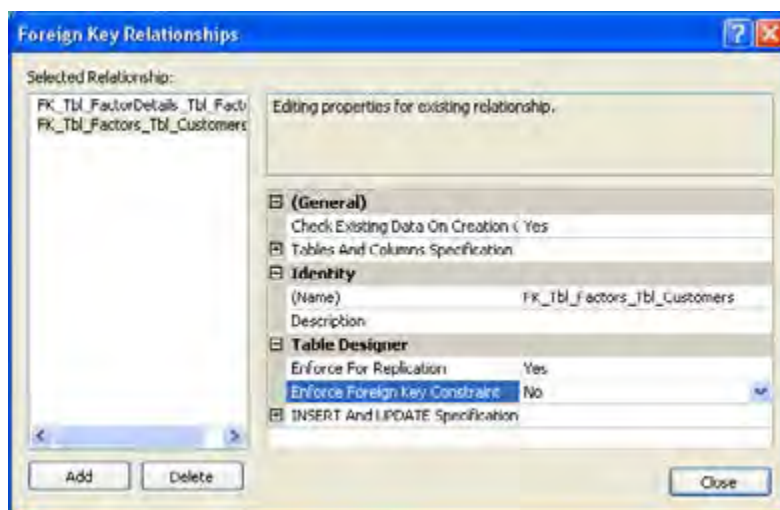 Foreign Key Relationships
Selected Relationship:
FK_Tbl_FactorDetails_Tbl_Fact
FK_Tbl_Factors_Tbl_Customers
Editing properties for existing relationship.
(General)
Check Existing Data On Creation Yes
Tables And Columns Specification
Identity
(Name) FK_Tbl_Factors_Tbl_Customers
Description
Table Designer
Enforce For Replication Yes
Enforce Foreign Key Constraint No
INSERT And UPDATE Specification
Add Delete Close